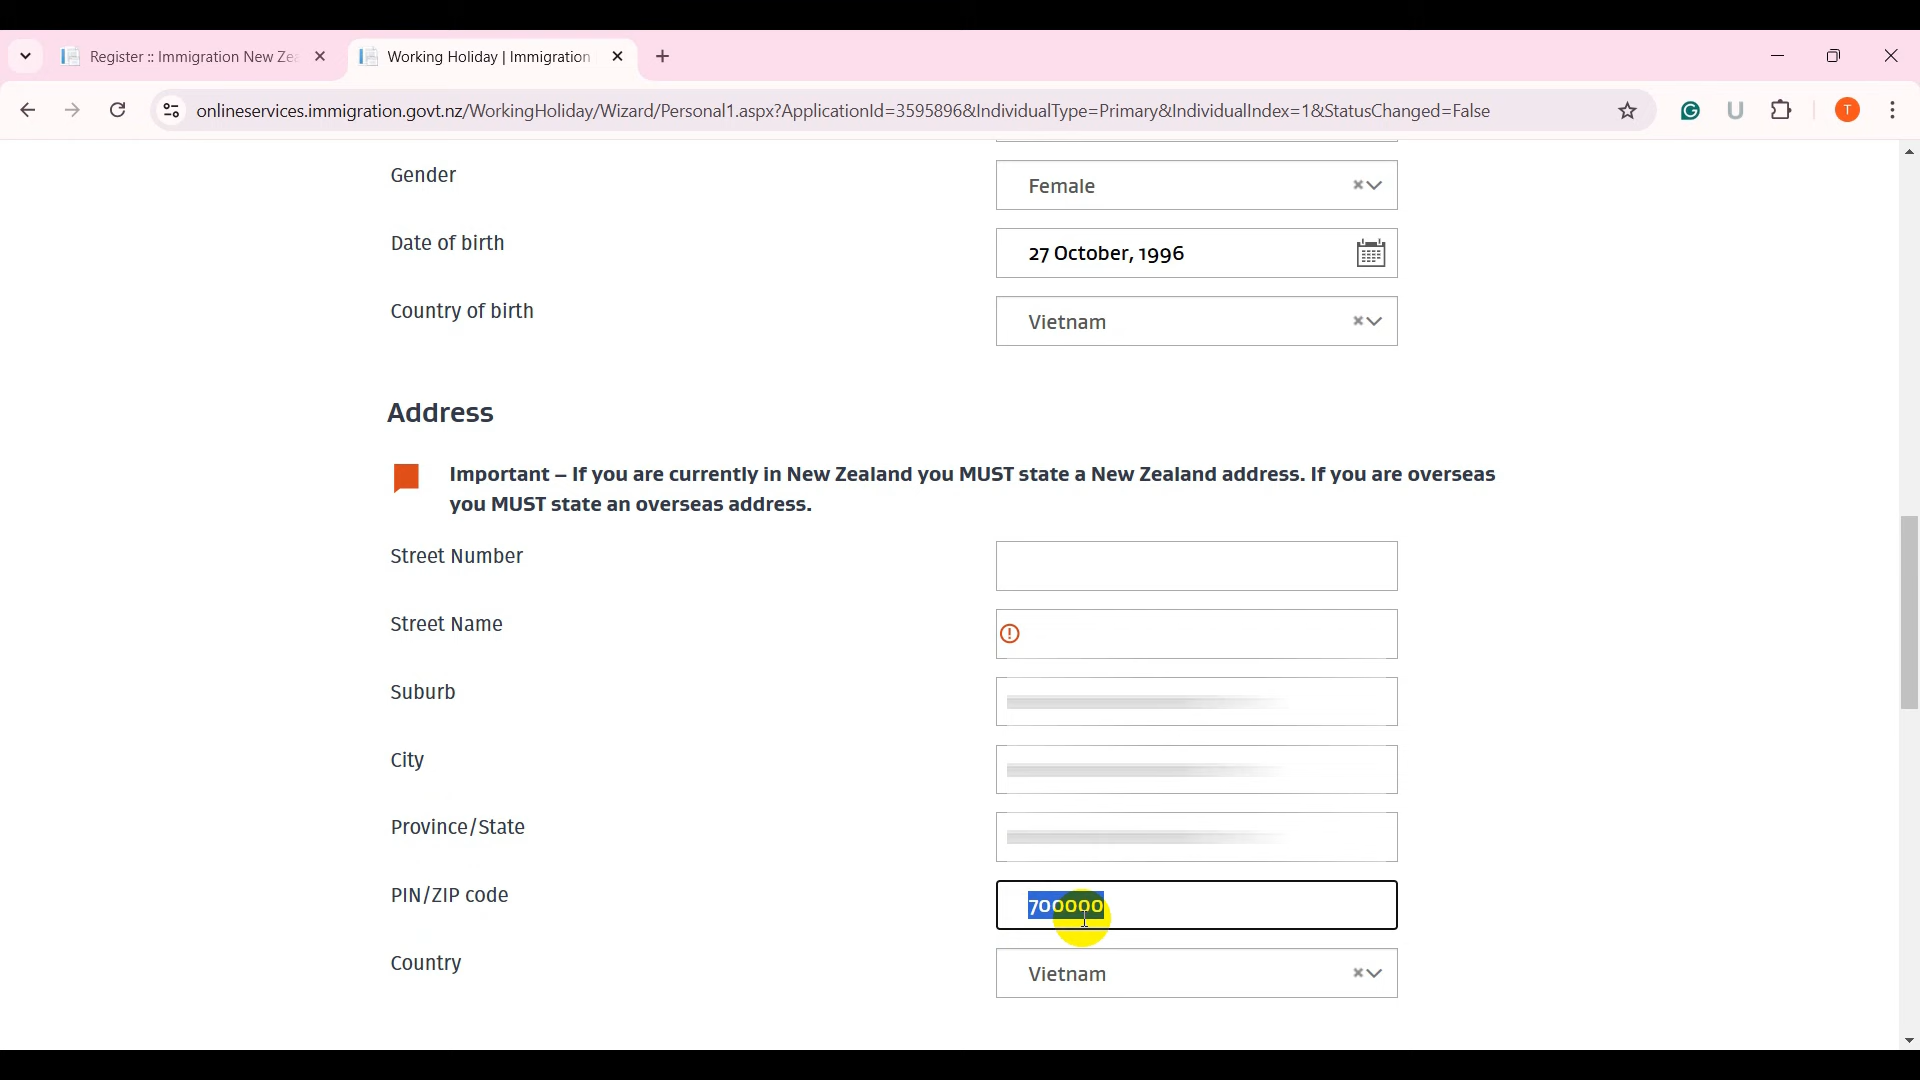 Register :: Immigration New Zea
Working Holiday | Immigration
onlineservices.immigration.govt.nz/WorkingHoliday/Wizard/Personal1.aspx?ApplicationId=3595896&IndividualType=Primary&IndividualIndex=1&StatusChanged=False
T
Gender
Female
Date of birth
27 October, 1996
Country of birth
Vietnam
Address
Important – If you are currently in New Zealand you MUST state a New Zealand address. If you are overseas
you MUST state an overseas address.
Street Number
Street Name
Suburb
City
Province/State
PIN/ZIP code
700000
Country
Vietnam